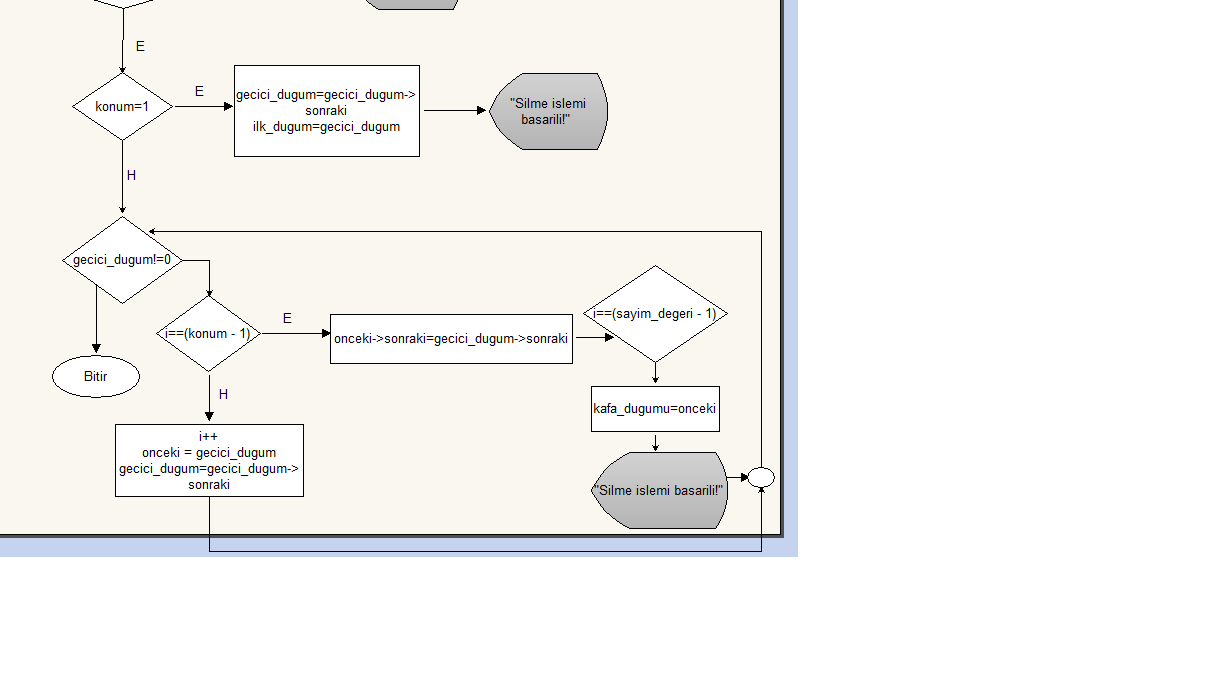 E
konum=1
E
gecici_dugum=gecici_dugum->
sonraki
ilk_dugum=gecici_dugum
"Silme islemi
basarili!"
H
gecici_dugum!=0
i==(konum - 1)
E
onceki->sonraki=gecici_dugum->sonraki
i==(sayim_degeri - 1)
Bitir
H
kafa_dugumu=onceki
i++
onceki = gecici_dugum
gecici_dugum=gecici_dugum->
sonraki
"Silme islemi basarili!"